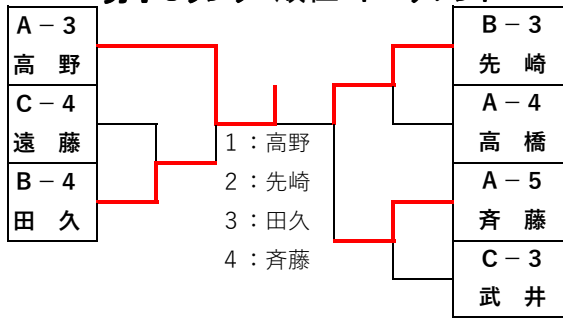 A－3
高 野
C－4
遠 藤
B－4
田 久
1：高野
2：先崎
3：田久
4：斉藤
B－3
先 崎
A－4
高 橋
A－5
斉 藤
C－3
武 井